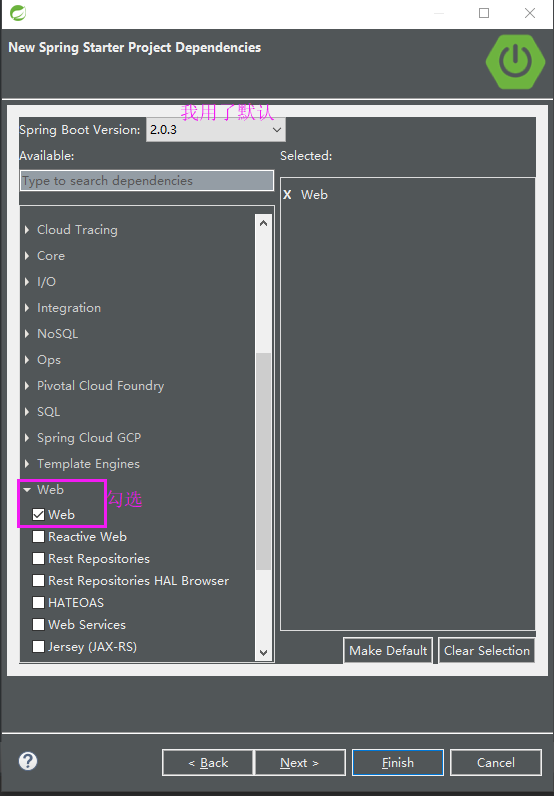 New Spring Starter Project Dependencies
我用了默认
Spring Boot Version: 2.0.3
Available:
Selected:
Type to search dependencies
X Web
Cloud Tracing
Core
I/O
Integration
NoSQL
Ops
Pivotal Cloud Foundry
SQL
Spring Cloud GCP
Template Engines
Web
勾选
Web
Reactive Web
Rest Repositories
Rest Repositories HAL Browser
HATEOAS
Web Services
Jersey (JAX-RS)
Make Default
Clear Selection
?
< Back
Next >
Finish
Cancel